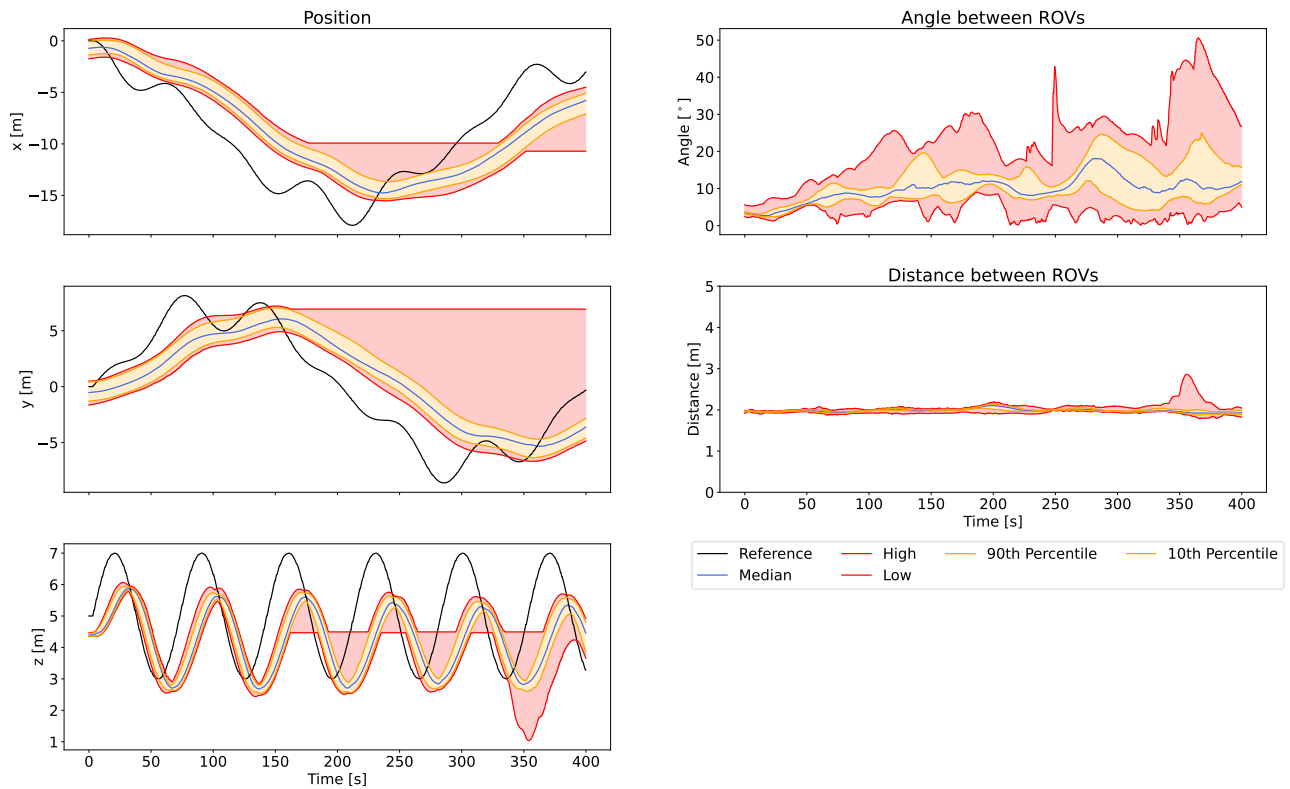 Position
0
−5
−10
−15
x [m]
5
0
−5
y [m]
7
6
5
4
3
2
1
z [m]
0 50 100 150 200 250 300 350 400
Time [s]
Angle between ROVs
50
40
30
20
10
0
Angle [°]
Distance between ROVs
5
4
3
2
1
0
Distance [m]
0 50 100 150 200 250 300 350 400
Time [s]
Reference High 90th Percentile 10th Percentile
Median Low